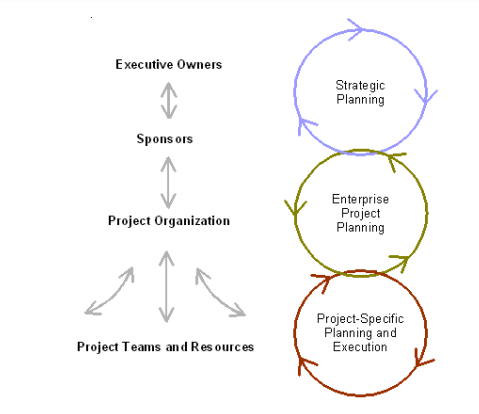 Executive Owners
Sponsors
Project Organization
Project Teams and Resources
Strategic
Planning
Enterprise
Project
Planning
Project-Specific
Planning and
Execution